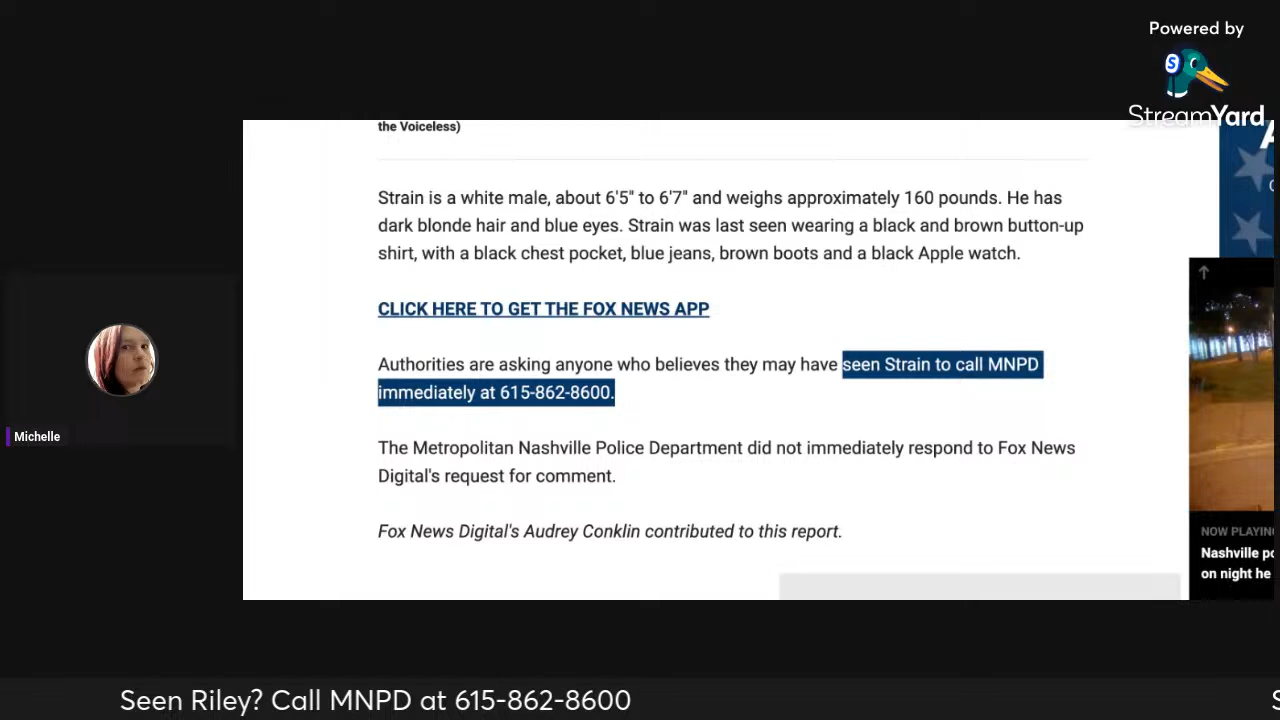 Powered by
StreamYard
the Voiceless)
Strain is a white male, about 6'5" to 6'7" and weighs approximately 160 pounds. He has
dark blonde hair and blue eyes. Strain was last seen wearing a black and brown button-up
shirt, with a black chest pocket, blue jeans, brown boots and a black Apple watch.
CLICK HERE TO GET THE FOX NEWS APP
Authorities are asking anyone who believes they may have seen Strain to call MNPD
immediately at 615-862-8600.
The Metropolitan Nashville Police Department did not immediately respond to Fox News
Digital's request for comment.
Fox News Digital's Audrey Conklin contributed to this report.
Michelle
NOW PLAYING
Nashville po
on night he
Seen Riley? Call MNPD at 615-862-8600